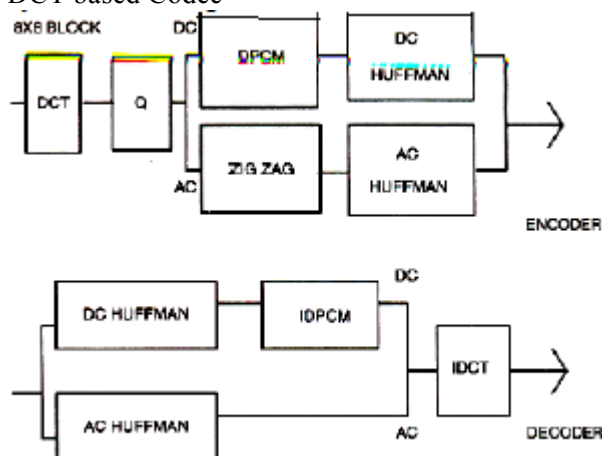 DCT based Codec
8X8 BLOCK
DC
DCT
Q
DPCM
DC
HUFFMAN
AC
ZIG ZAG
AC
HUFFMAN
ENCODER
DC HUFFMAN
IDPCM
DC
IDCT
AC HUFFMAN
AC
DECODER